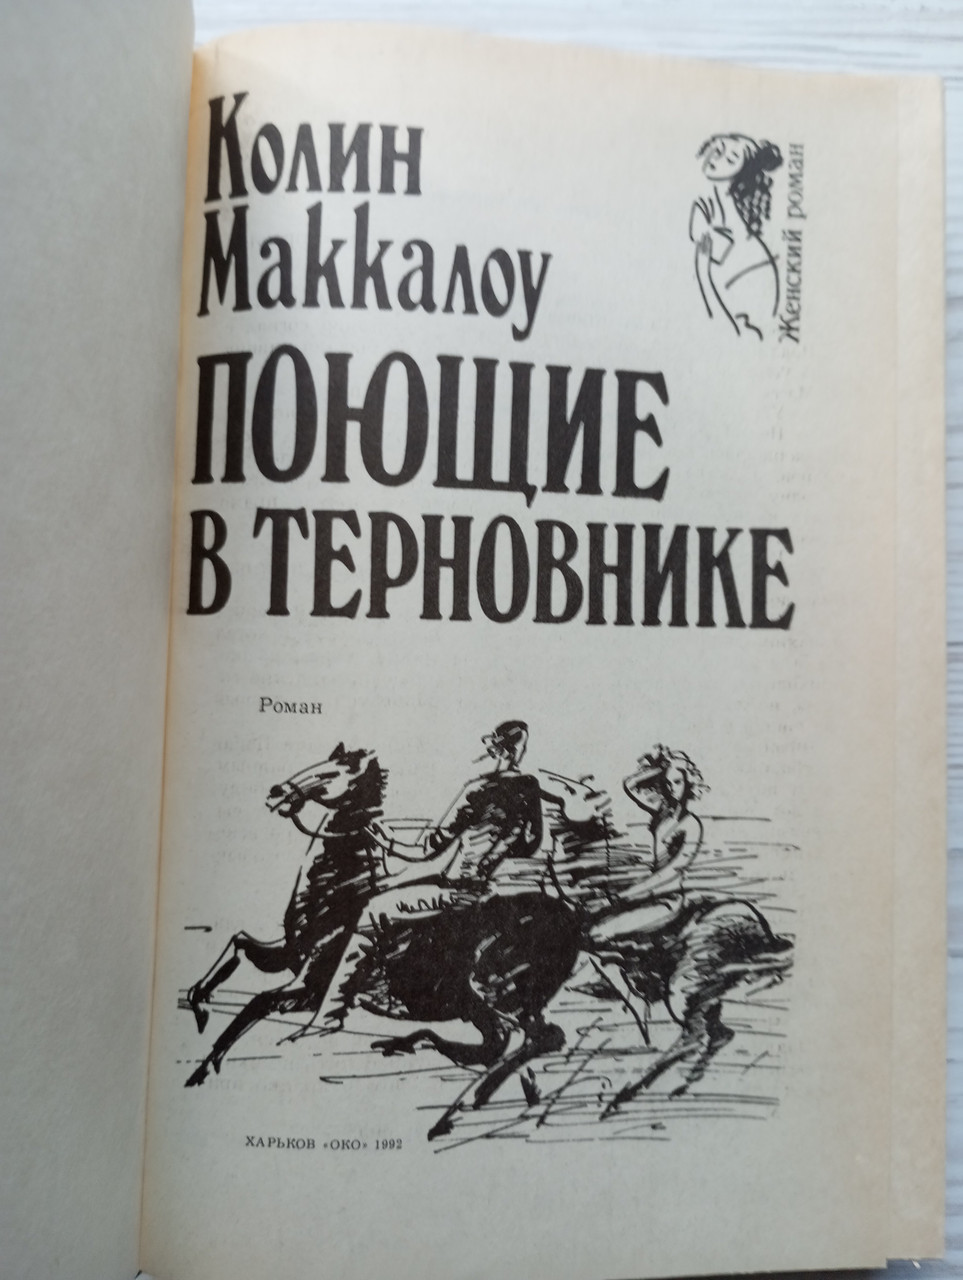 Колин
Маккалоу
Женский роман
ПОЮЩИЕ
В ТЕРНОВНИКЕ
Роман
ХАРЬКОВ «ОКО» 1992